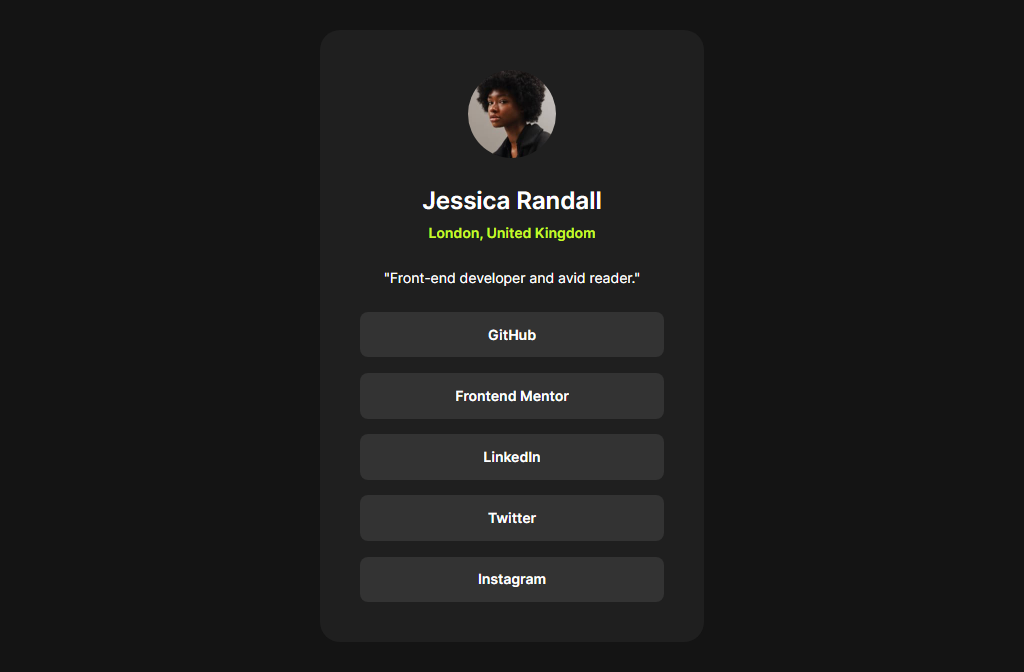 Jessica Randall
London, United Kingdom
"Front-end developer and avid reader."
GitHub
Frontend Mentor
LinkedIn
Twitter
Instagram